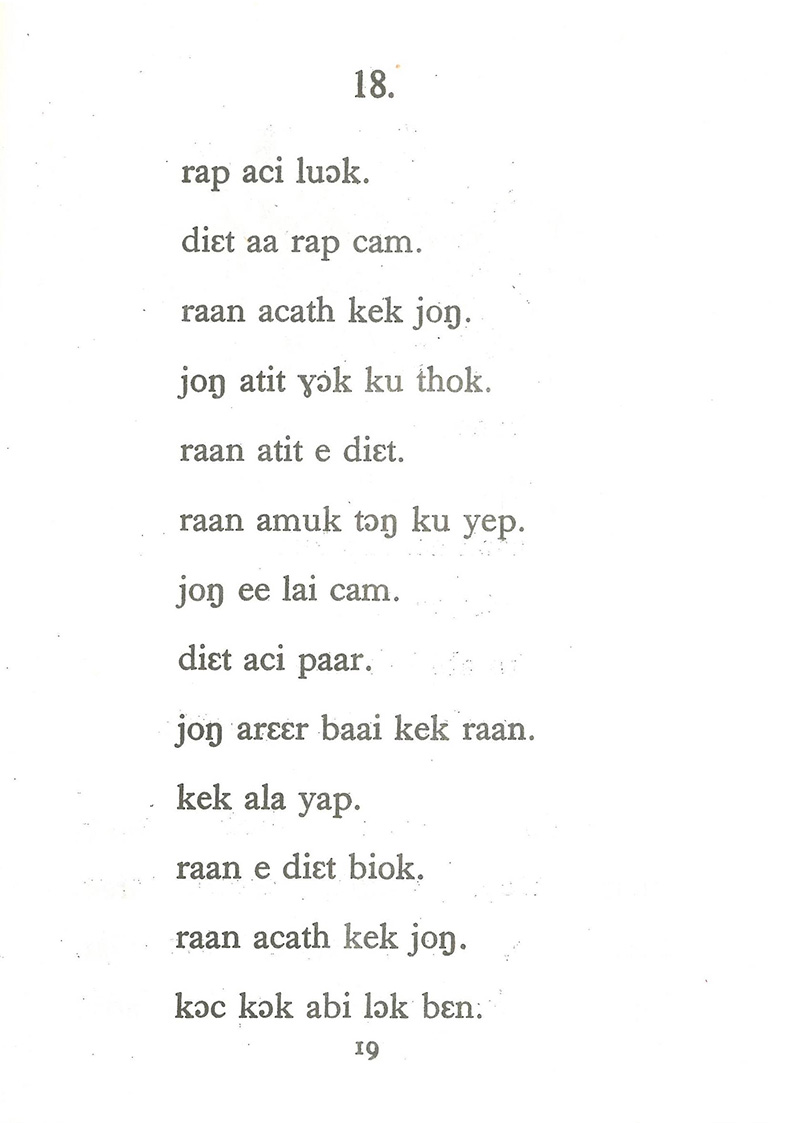 18.
rap aci luɔk.
diɛt aa rap cam.
raan acath kek joŋ.
joŋ atit ɣɔk ku thok.
raan atit e diɛt.
raan amuk tɔŋ ku yep.
joŋ ee lai cam.
diɛt aci paar.
joŋ arɛɛr baai kek raan.
kek ala yap.
raan e diɛt biok.
raan acath kek joŋ.
kɔc kɔk abi lɔk bɛn.
19